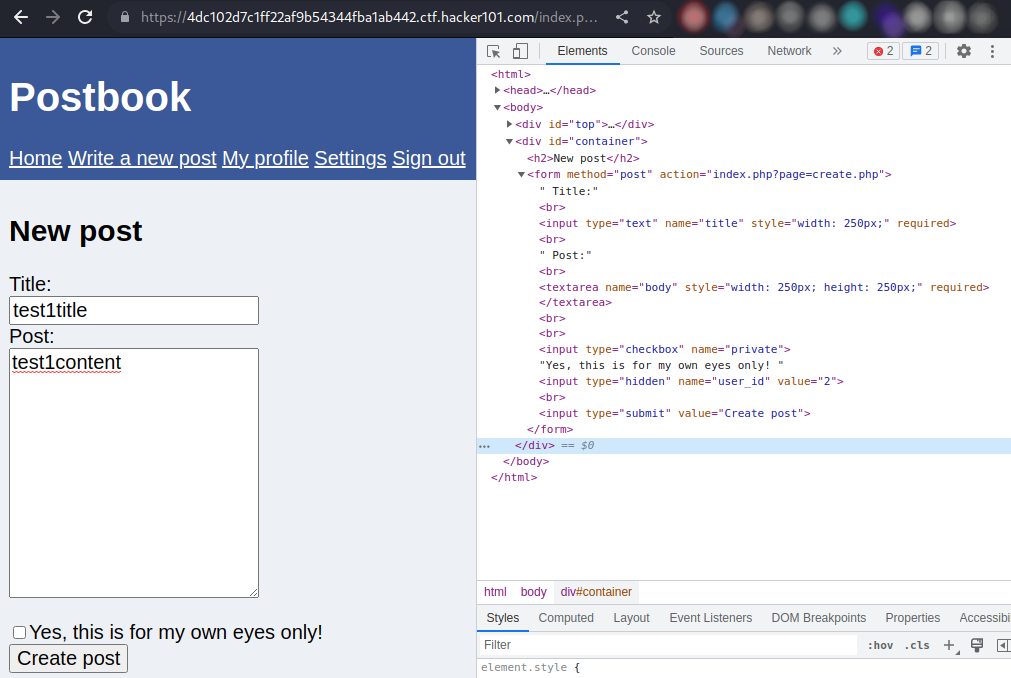 https://4dc102d7c1ff22af9b54344fba1ab442.ctf.hacker101.com/index.p…
Postbook
Home Write a new post My profile Settings Sign out
New post
Title:
test1title
Post:
test1content
Yes, this is for my own eyes only!
Create post
Elements Console Sources Network » 2 2
<html>
<head>…</head>
<body>
<div id="top">…</div>
<div id="container">
<h2>New post</h2>
<form method="post" action="index.php?page=create.php">
" Title:"
<br>
<input type="text" name="title" style="width: 250px;" required>
<br>
" Post:"
<br>
<textarea name="body" style="width: 250px; height: 250px;" required>
</textarea>
<br>
<br>
<input type="checkbox" name="private">
"Yes, this is for my own eyes only! "
<input type="hidden" name="user_id" value="2">
<br>
<input type="submit" value="Create post">
</form>
… </div> == $0
</body>
</html>
html body div#container
Styles Computed Layout Event Listeners DOM Breakpoints Properties Accessibi
Filter :hov .cls +
element.style {